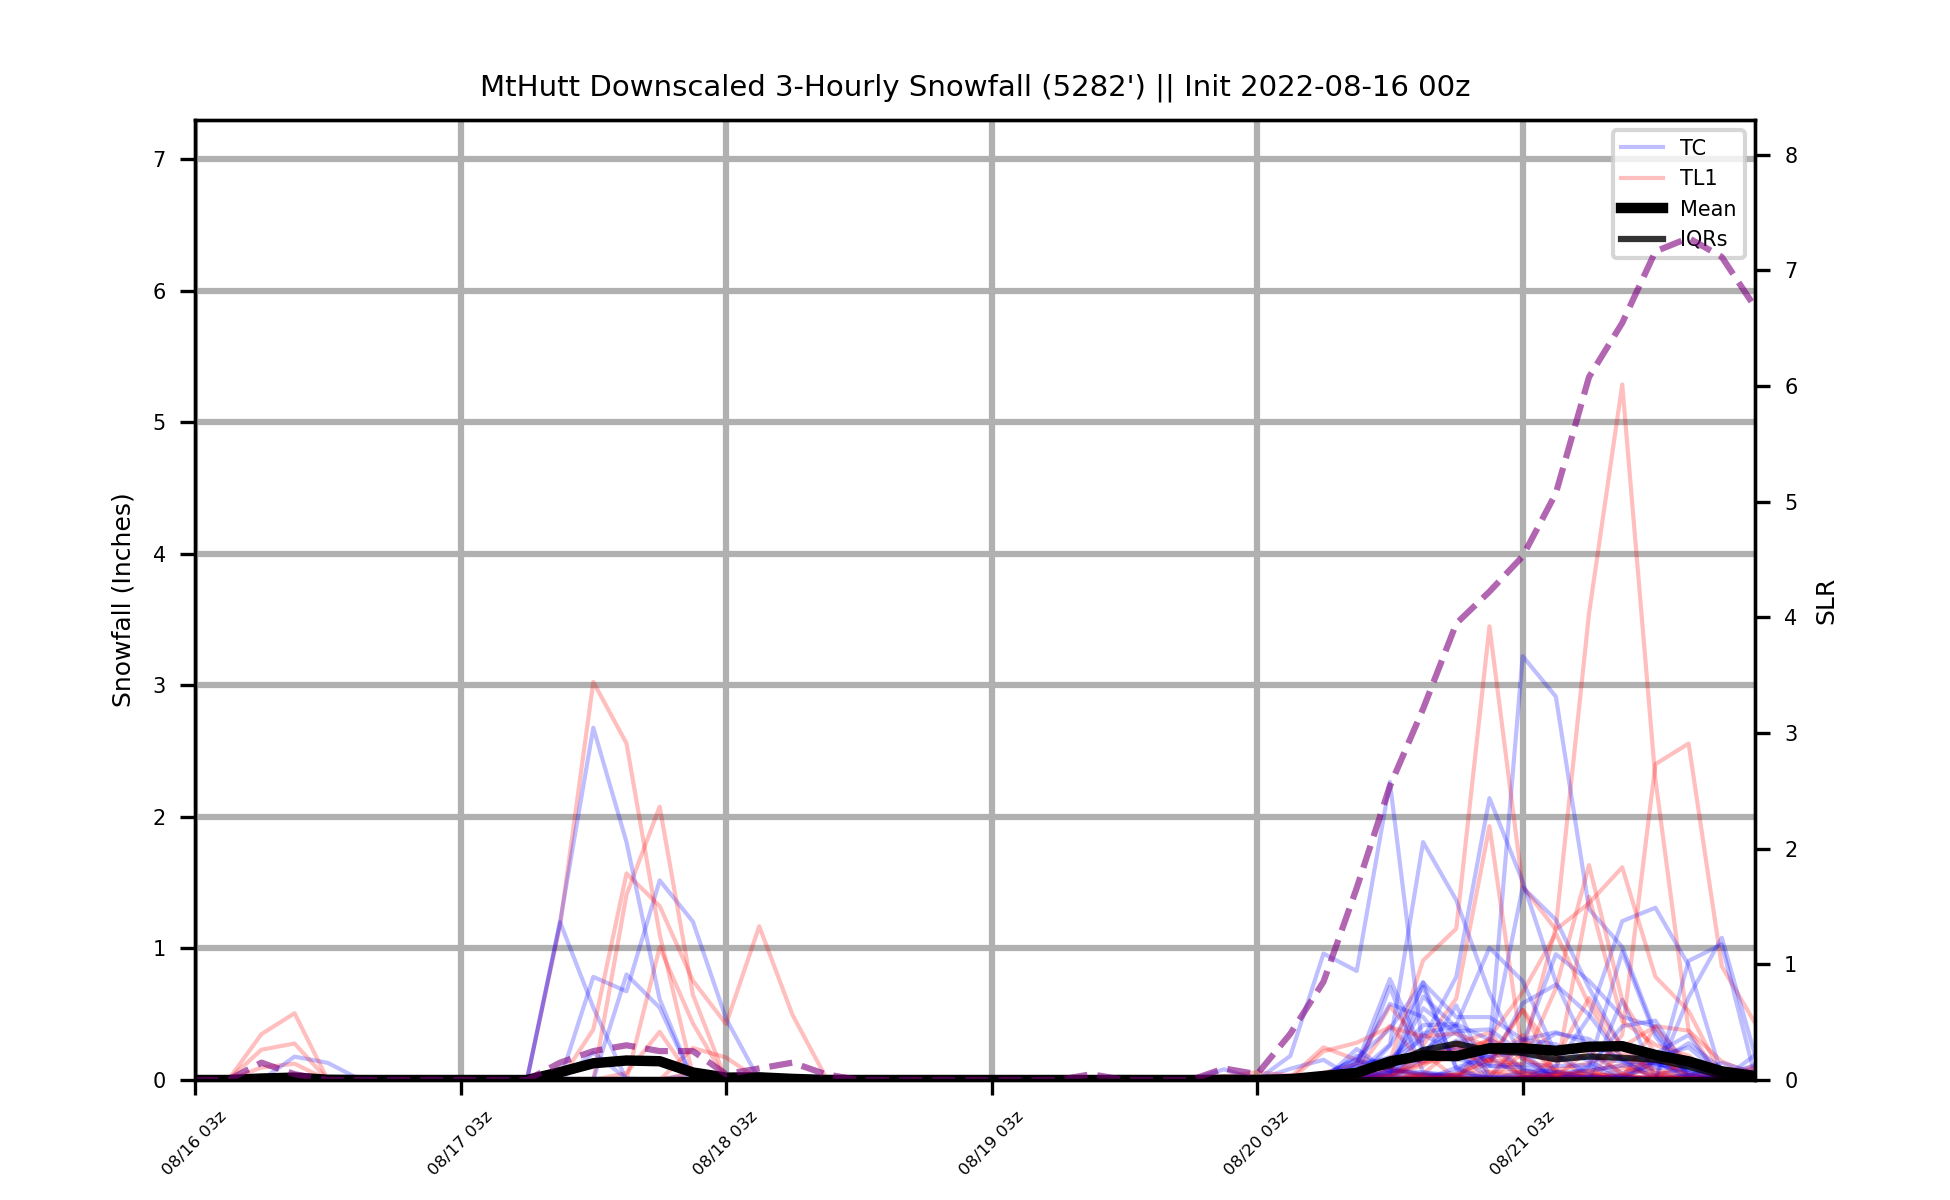 MtHutt Downscaled 3-Hourly Snowfall (5282') || Init 2022-08-16 00z
TC
TL1
Mean
IQRs
Snowfall (Inches)
7
6
5
4
3
2
1
0
8
7
6
5
4
3
2
1
0
SLR
08/16 03z
08/17 03z
08/18 03z
08/19 03z
08/20 03z
08/21 03z